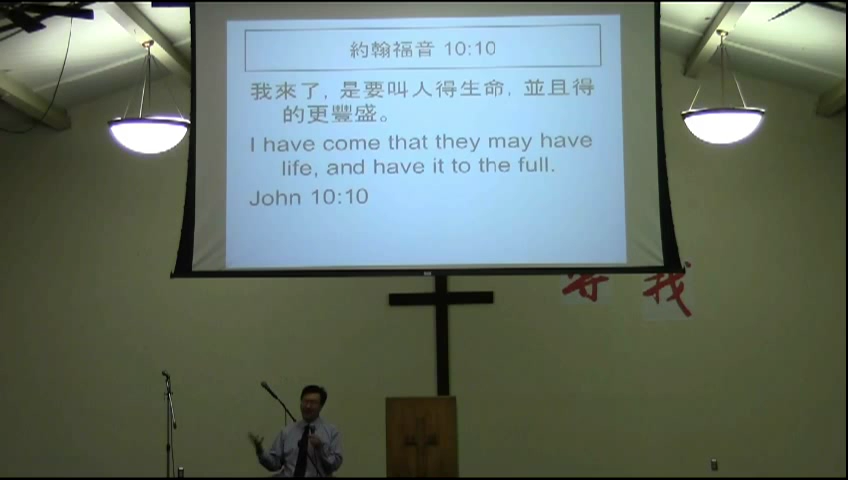 約翰福音 10:10
我來了, 是要叫人得生命, 並且得
的更豐盛。
I have come that they may have
life, and have it to the full.
John 10:10
我